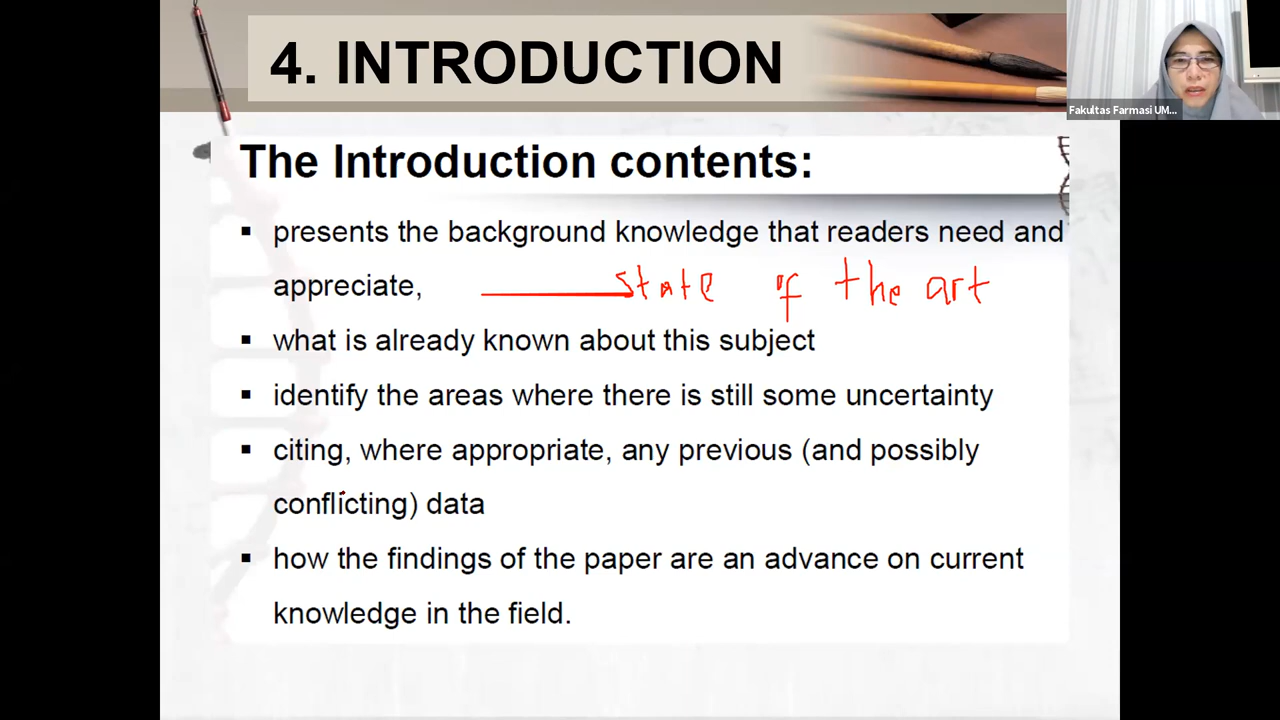 4. INTRODUCTION
Fakultas Farmasi UM...
The Introduction contents:
▪ presents the background knowledge that readers need and
appreciate, state of the art
▪ what is already known about this subject
▪ identify the areas where there is still some uncertainty
▪ citing, where appropriate, any previous (and possibly
conflicting) data
▪ how the findings of the paper are an advance on current
knowledge in the field.